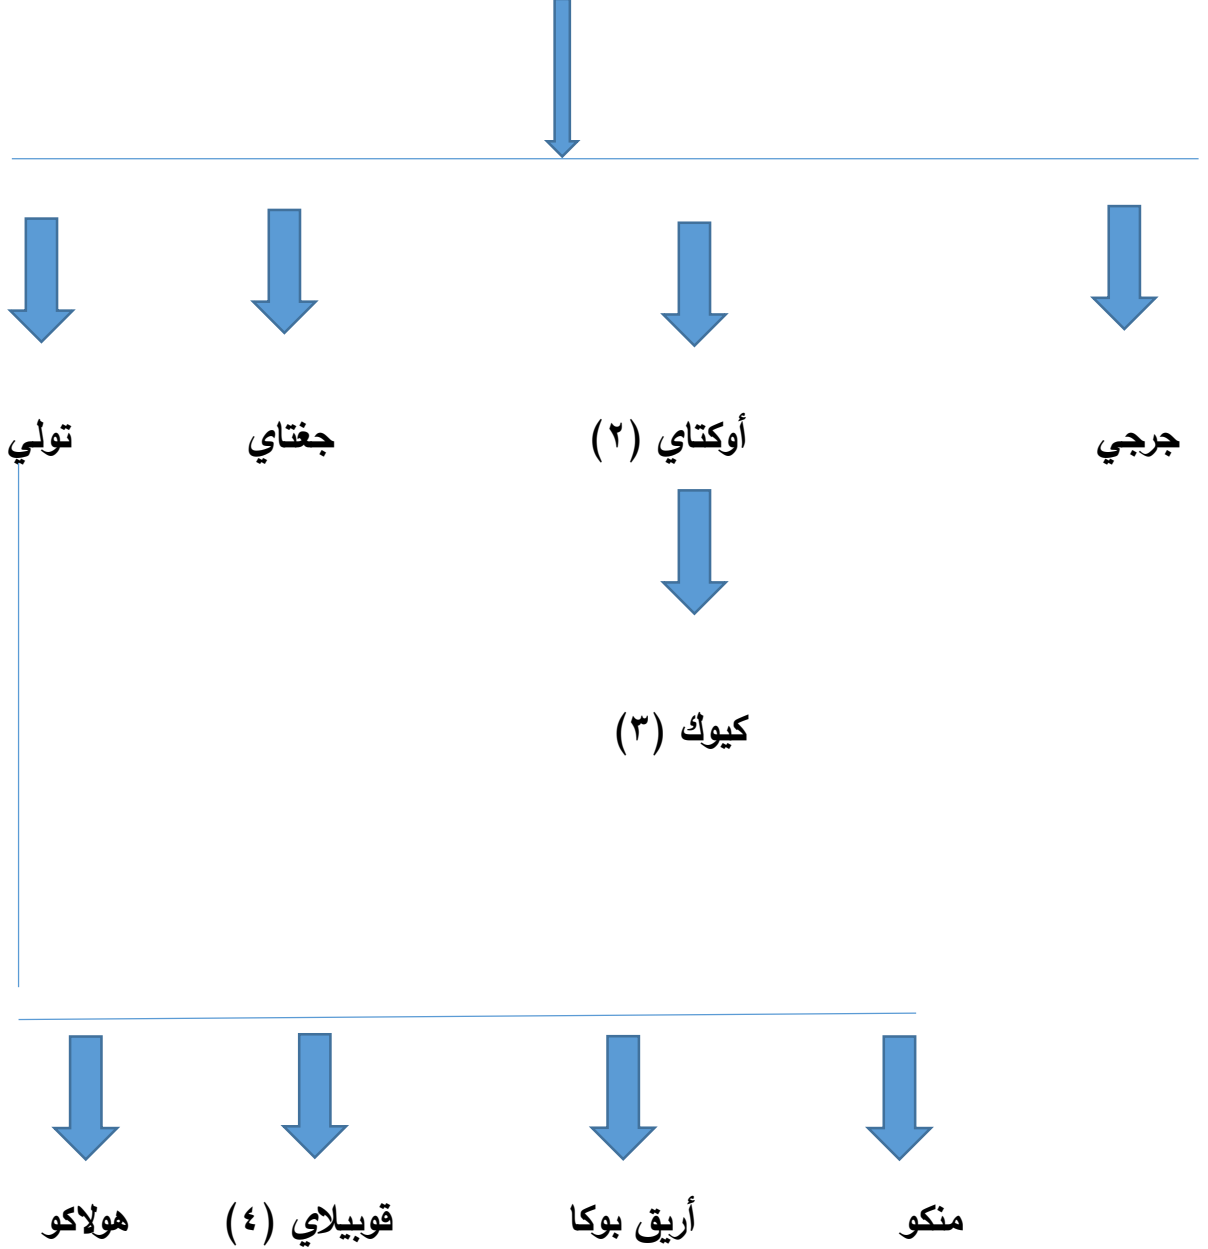 جرجي أوكتاي (٢) جغتاي تولي
كيوك (٣)
منكو أريق بوكا قوبيلاي (٤) هولاكو